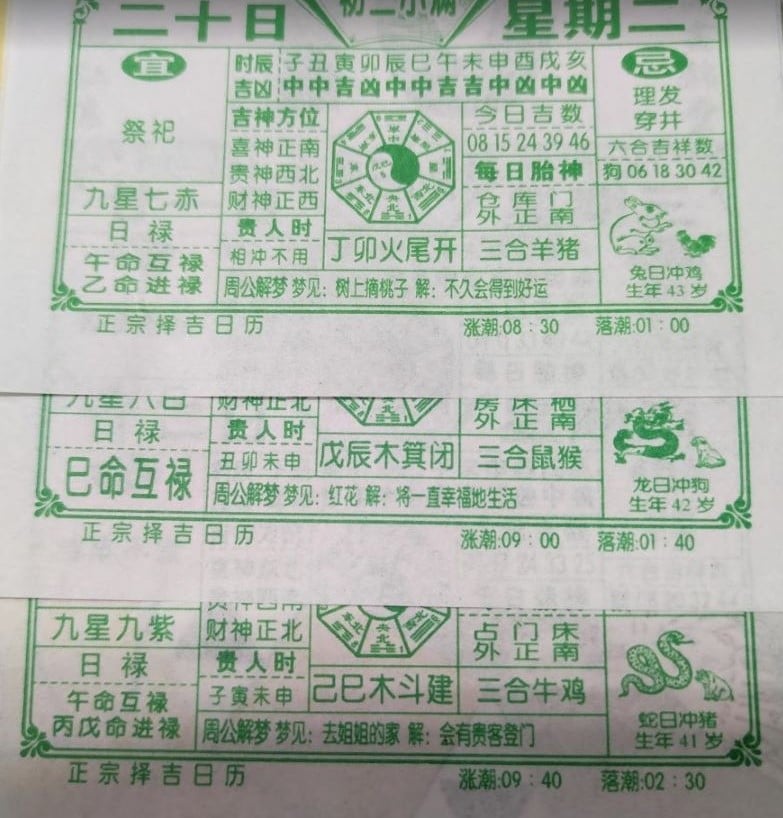 二十日 初二小满 星期二
宜
祭祀
九星七赤
日禄
午命互禄
乙命进禄
时辰 子丑寅卯辰巳午未申酉戌亥
吉凶 中中吉凶中中吉吉中凶中凶
吉神方位
喜神正南
贵神西北
财神正西
贵人时
相冲不用
丁卯火尾开
今日吉数
08 15 24 39 46
每日胎神
仓库门
外正南
三合羊猪
忌
理发
穿井
六合吉祥数
狗 06 18 30 42
兔日冲鸡
生年 43 岁
周公解梦 梦见：树上摘桃子 解：不久会得到好运
正宗择吉日历 涨潮:08：30 落潮:01：00
九星八白
财神正北
日禄
巳命互禄
贵人时
丑卯未申
戊辰木箕闭
房床栖
外正南
三合鼠猴
龙日冲狗
生年 42 岁
周公解梦 梦见：红花 解：将一直幸福地生活
正宗择吉日历 涨潮:09：00 落潮:01：40
九星九紫
日禄
午命互禄
丙戊命进禄
贵神西南
财神正北
贵人时
子寅未申
己巳木斗建
占门床
外正南
三合牛鸡
蛇日冲猪
生年 41 岁
周公解梦 梦见：去姐姐的家 解：会有贵客登门
正宗择吉日历 涨潮:09：40 落潮:02：30